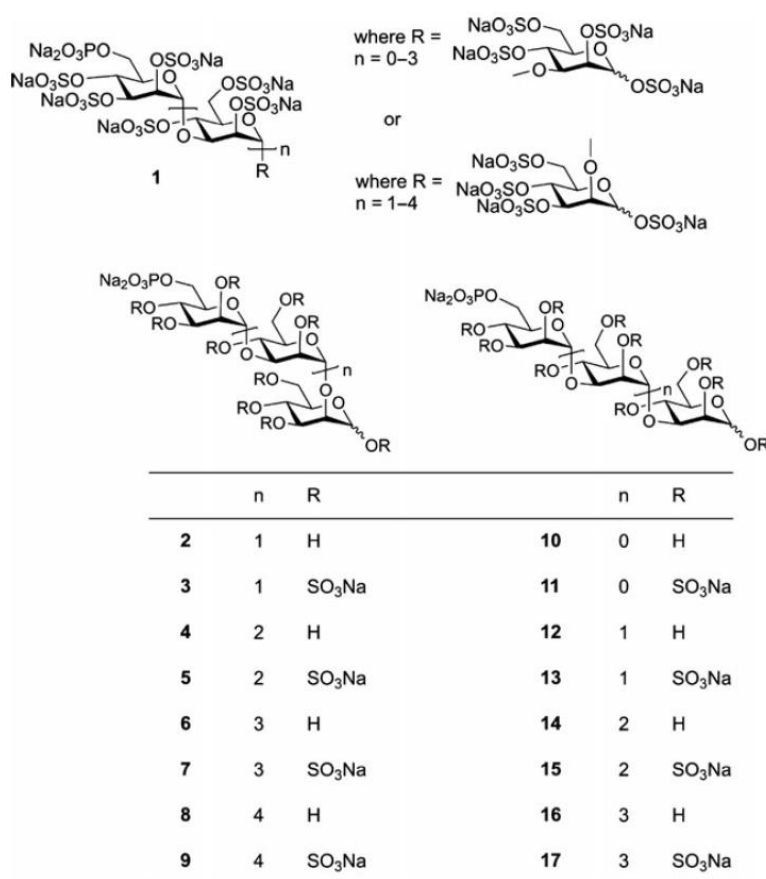 Na₂O₃PO
OSO₃Na
O
NaO₃SO
NaO₃SO
O
OSO₃Na
OSO₃Na
O
NaO₃SO
n
R
1
where R =
n = 0–3
NaO₃SO
OSO₃Na
O
NaO₃SO
O
OSO₃Na
or
where R =
n = 1–4
NaO₃SO
O
O
NaO₃SO
NaO₃SO
OSO₃Na
Na₂O₃PO
OR
O
RO
RO
O
OR
OR
O
RO
n
O
RO
O
RO
RO
OR
Na₂O₃PO
OR
O
RO
RO
O
OR
OR
O
RO
n
O
OR
OR
O
RO
OR
n R n R
2 1 H 10 0 H
3 1 SO₃Na 11 0 SO₃Na
4 2 H 12 1 H
5 2 SO₃Na 13 1 SO₃Na
6 3 H 14 2 H
7 3 SO₃Na 15 2 SO₃Na
8 4 H 16 3 H
9 4 SO₃Na 17 3 SO₃Na